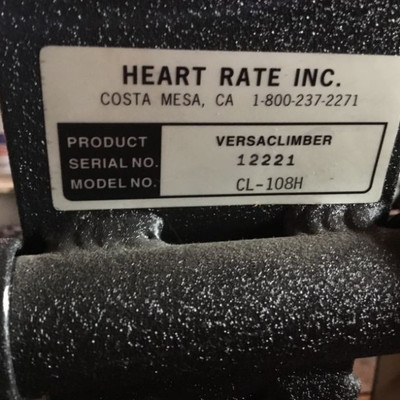 HEART RATE INC.
COSTA MESA, CA 1-800-237-2271
PRODUCT VERSACLIMBER
SERIAL NO. 12221
MODEL NO. CL-108H